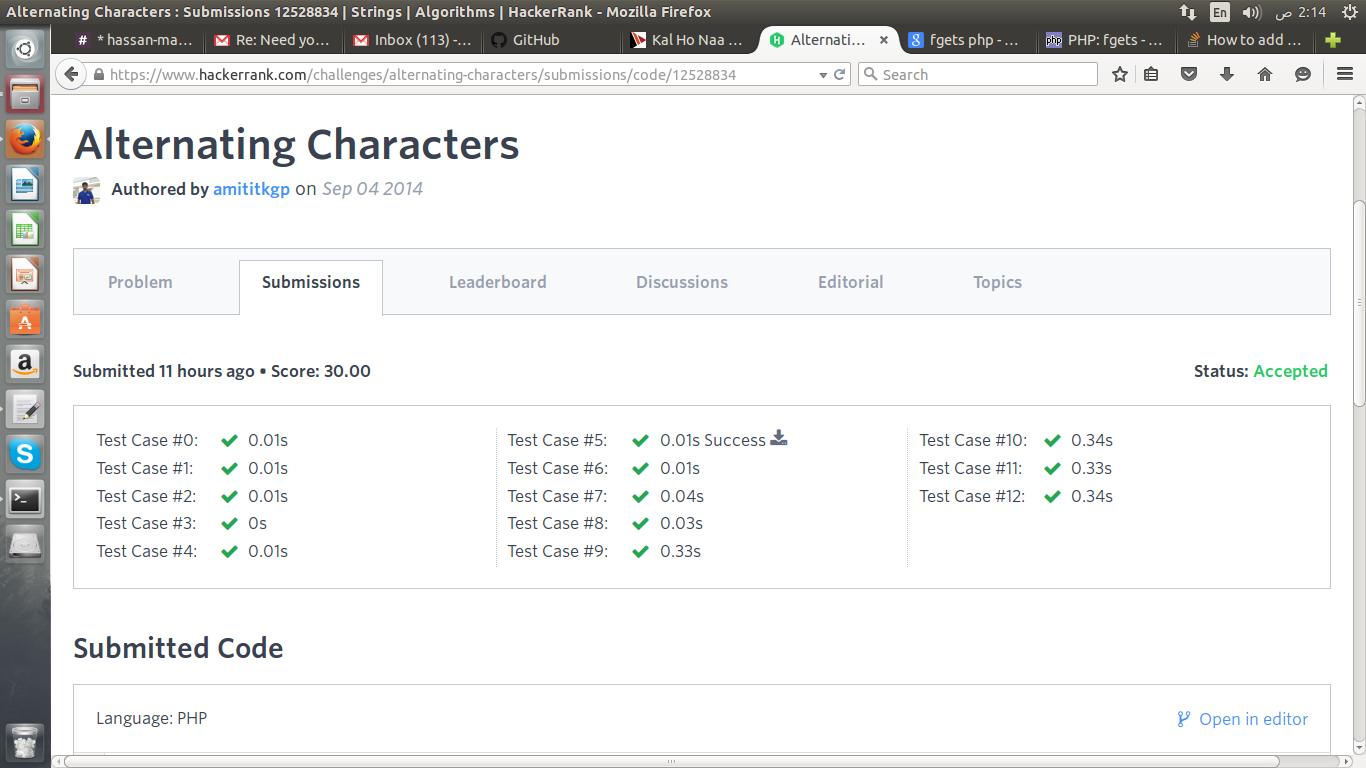 Alternating Characters : Submissions 12528834 | Strings | Algorithms | HackerRank - Mozilla Firefox
En 2:14 ص
# * hassan-ma... Re: Need yo... Inbox (113) -... GitHub Kal Ho Naa ... Alternati... × fgets php - ... php PHP: fgets - ... How to add ...
https://www.hackerrank.com/challenges/alternating-characters/submissions/code/12528834 Search
Alternating Characters
Authored by amititkgp on Sep 04 2014
Problem Submissions Leaderboard Discussions Editorial Topics
Submitted 11 hours ago • Score: 30.00 Status: Accepted
Test Case #0: 0.01s Test Case #5: 0.01s Success Test Case #10: 0.34s
Test Case #1: 0.01s Test Case #6: 0.01s Test Case #11: 0.33s
Test Case #2: 0.01s Test Case #7: 0.04s Test Case #12: 0.34s
Test Case #3: 0s Test Case #8: 0.03s
Test Case #4: 0.01s Test Case #9: 0.33s
Submitted Code
Language: PHP Open in editor